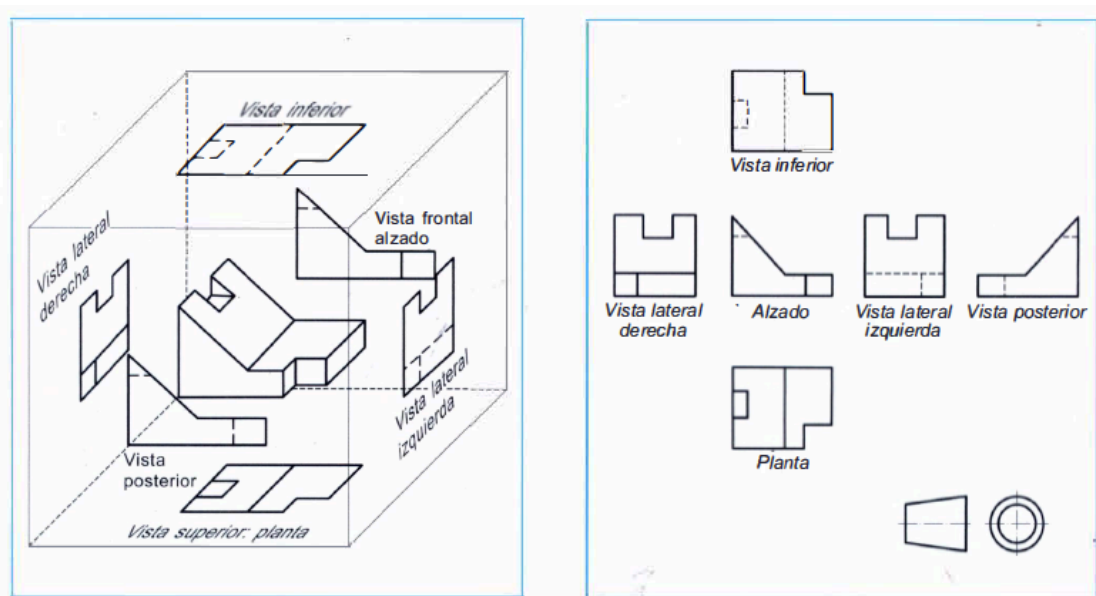 Vista inferior
Vista lateral
derecha
Vista frontal
alzado
Vista lateral
izquierda
Vista
posterior
Vista superior: planta
Vista inferior
Vista lateral
derecha
Alzado
Vista lateral
izquierda
Vista posterior
Planta